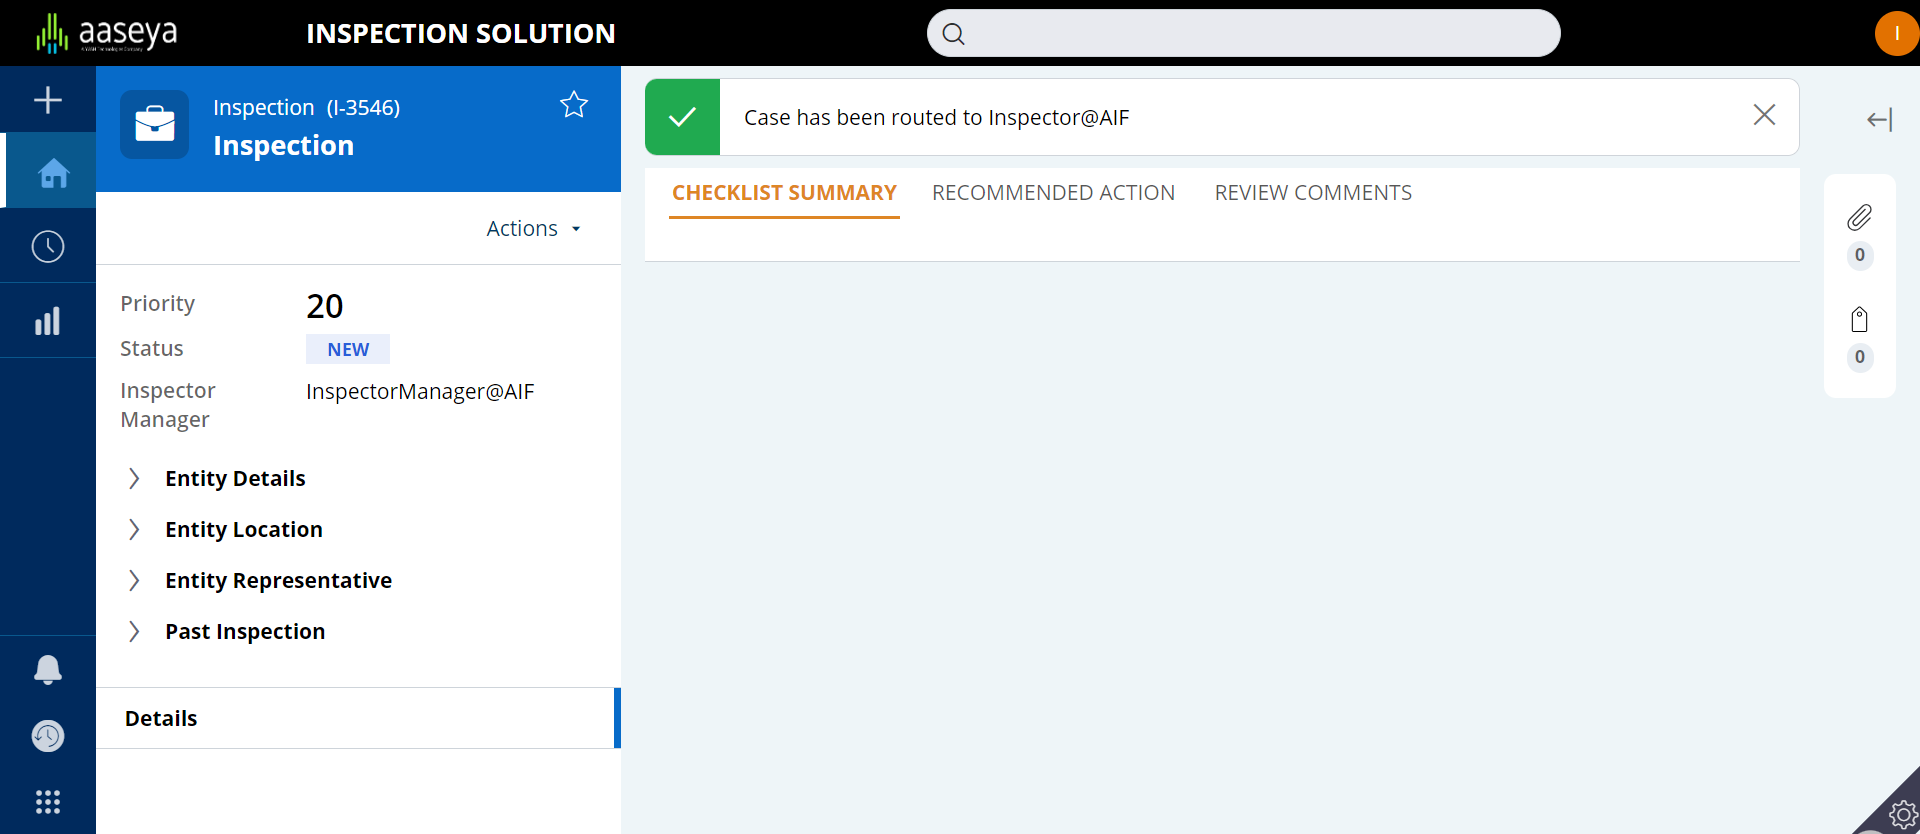 aaseya
INSPECTION SOLUTION
I
Inspection (I-3546)
Inspection
Actions
Priority 20
Status NEW
Inspector Manager InspectorManager@AIF
Entity Details
Entity Location
Entity Representative
Past Inspection
Details
Case has been routed to Inspector@AIF
CHECKLIST SUMMARY RECOMMENDED ACTION REVIEW COMMENTS
0
0